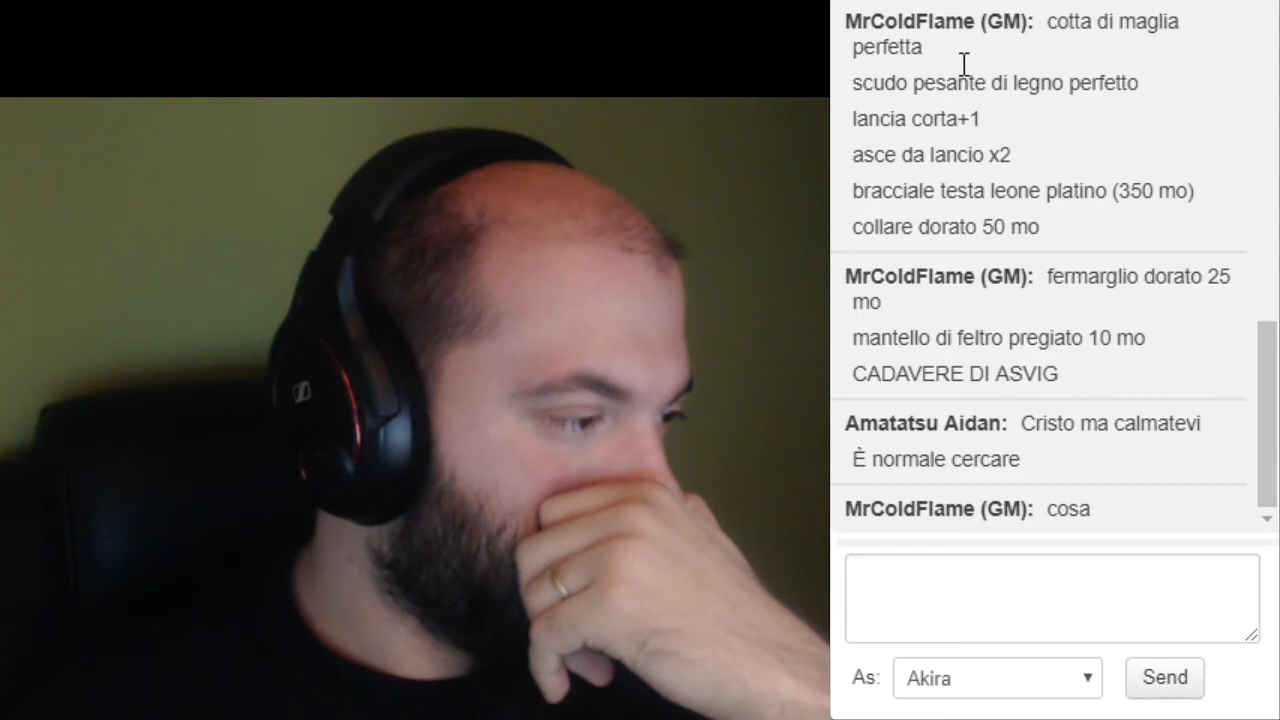 MrColdFlame (GM): cotta di maglia
perfetta
scudo pesante di legno perfetto
lancia corta+1
asce da lancio x2
bracciale testa leone platino (350 mo)
collare dorato 50 mo
MrColdFlame (GM): fermarglio dorato 25
mo
mantello di feltro pregiato 10 mo
CADAVERE DI ASVIG
Amatatsu Aidan: Cristo ma calmatevi
È normale cercare
MrColdFlame (GM): cosa
As: Akira Send